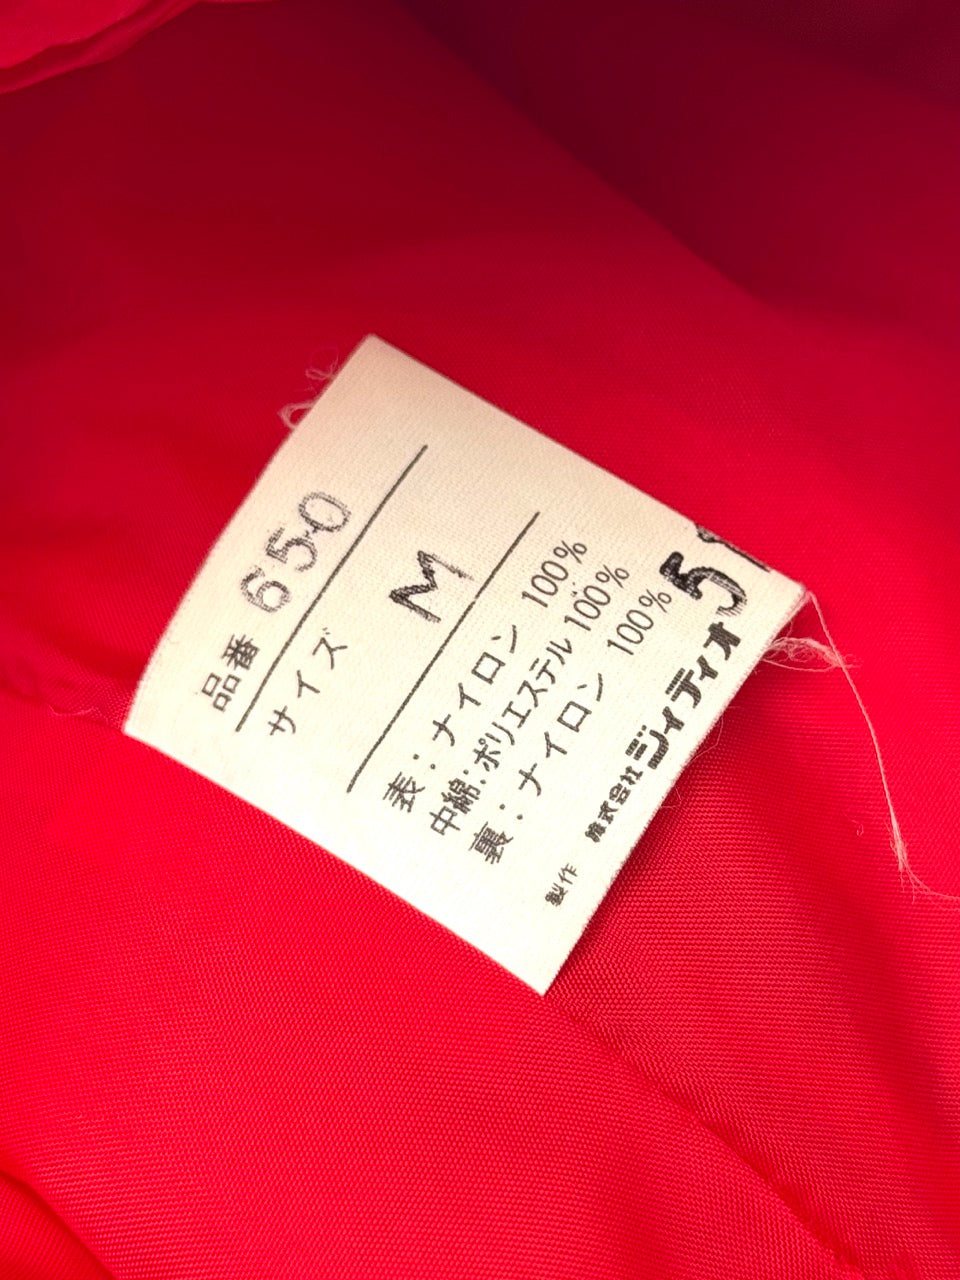 品番 650
サイズ M
表：ナイロン 100%
中綿：ポリエステル 100%
裏：ナイロン 100%
製作 株式会社 ジィティオ
5